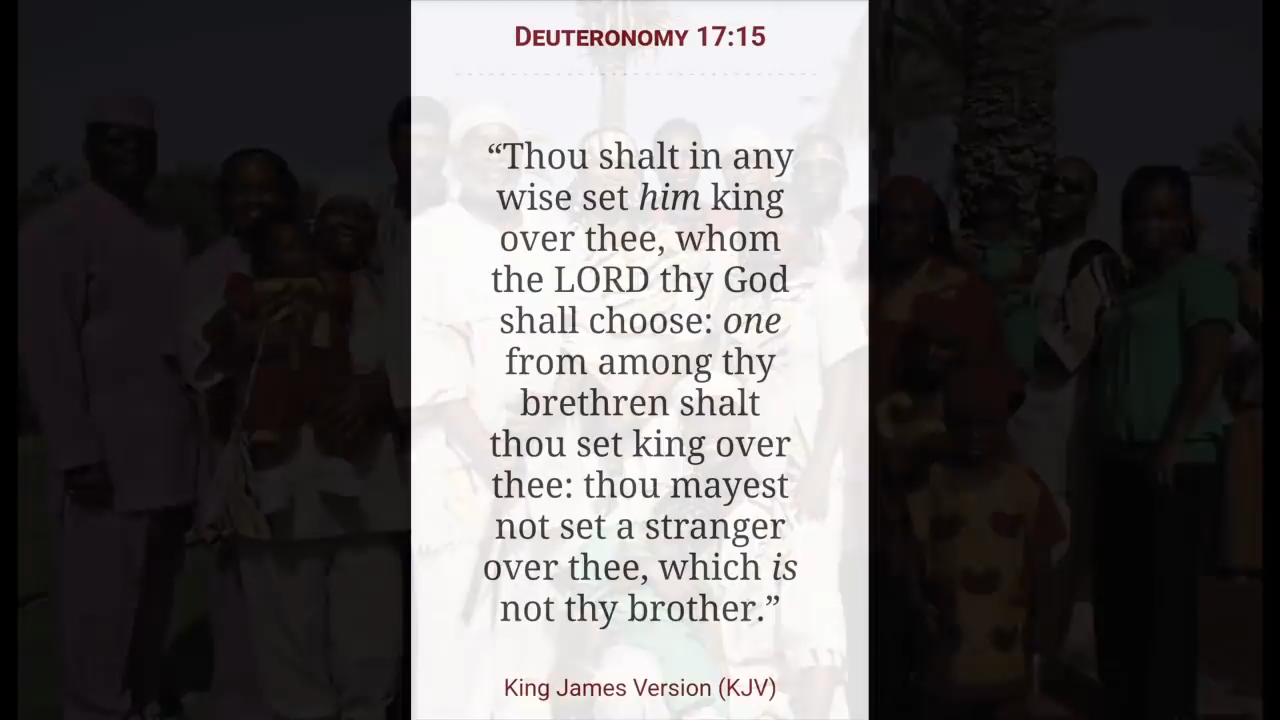 DEUTERONOMY 17:15
“Thou shalt in any
wise set him king
over thee, whom
the LORD thy God
shall choose: one
from among thy
brethren shalt
thou set king over
thee: thou mayest
not set a stranger
over thee, which is
not thy brother.”
King James Version (KJV)